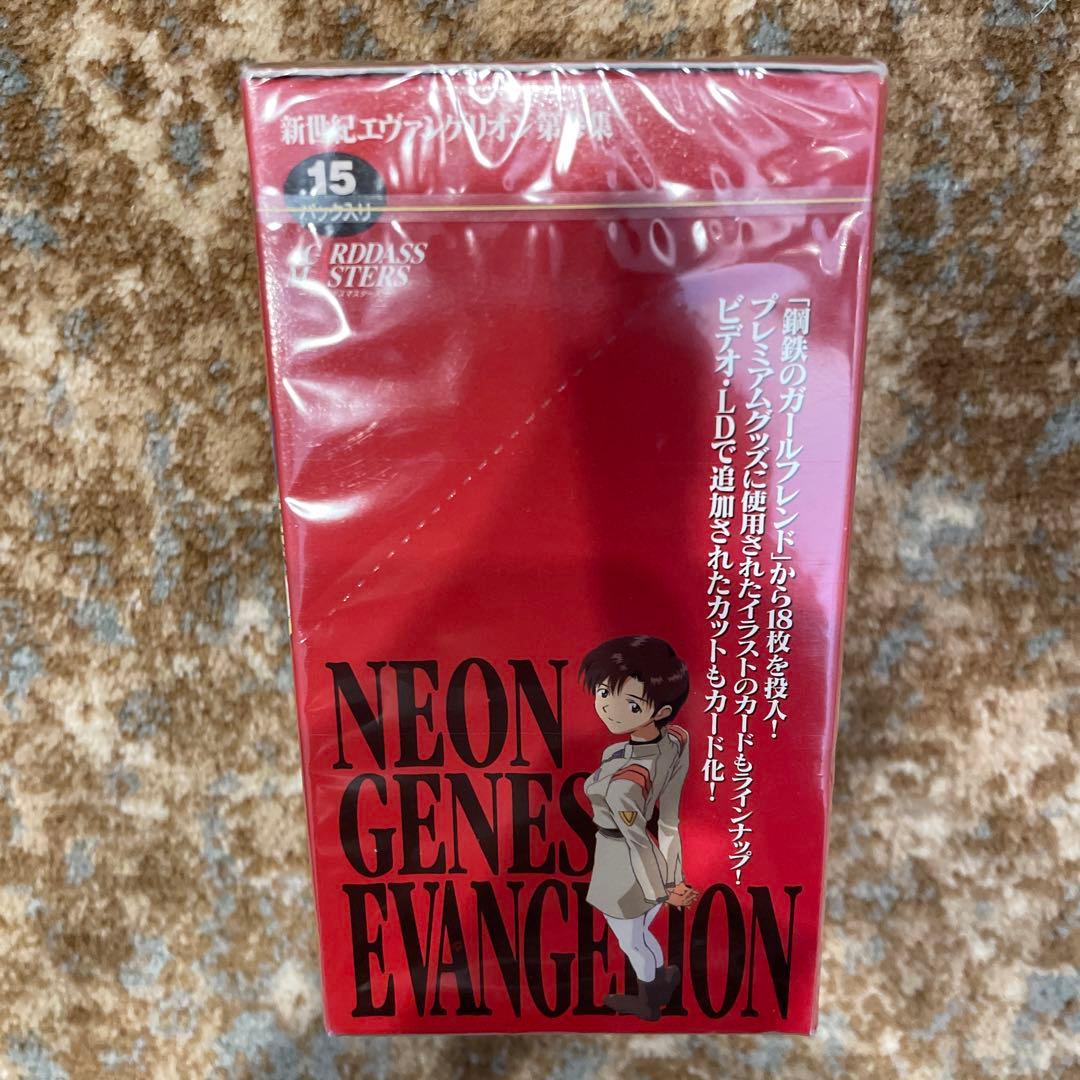 新世紀エヴァンゲリオン 第 集
15
パック入り
C RDDASS
M STERS
「鋼鉄のガールフレンド」から18枚を投入！
プレミアムグッズに使用されたイラストのカードもラインナップ！
ビデオ・LDで追加されたカットもカード化！
NEON
GENES
EVANGELION